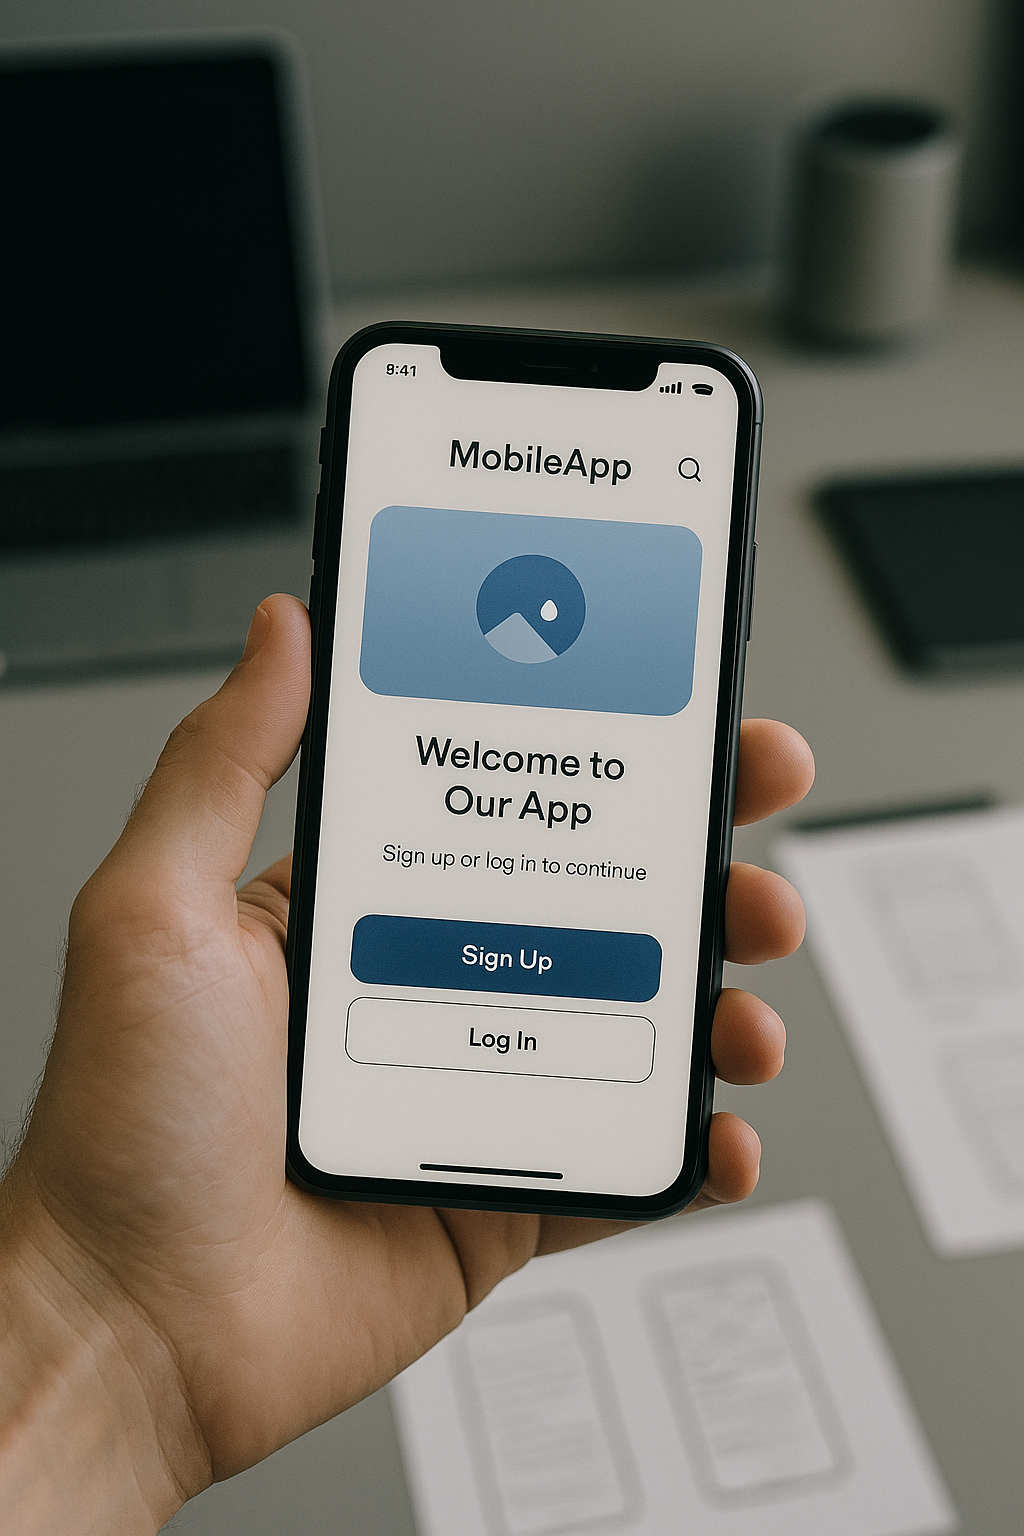 9:41
MobileApp
Welcome to
Our App
Sign up or log in to continue
Sign Up
Log In